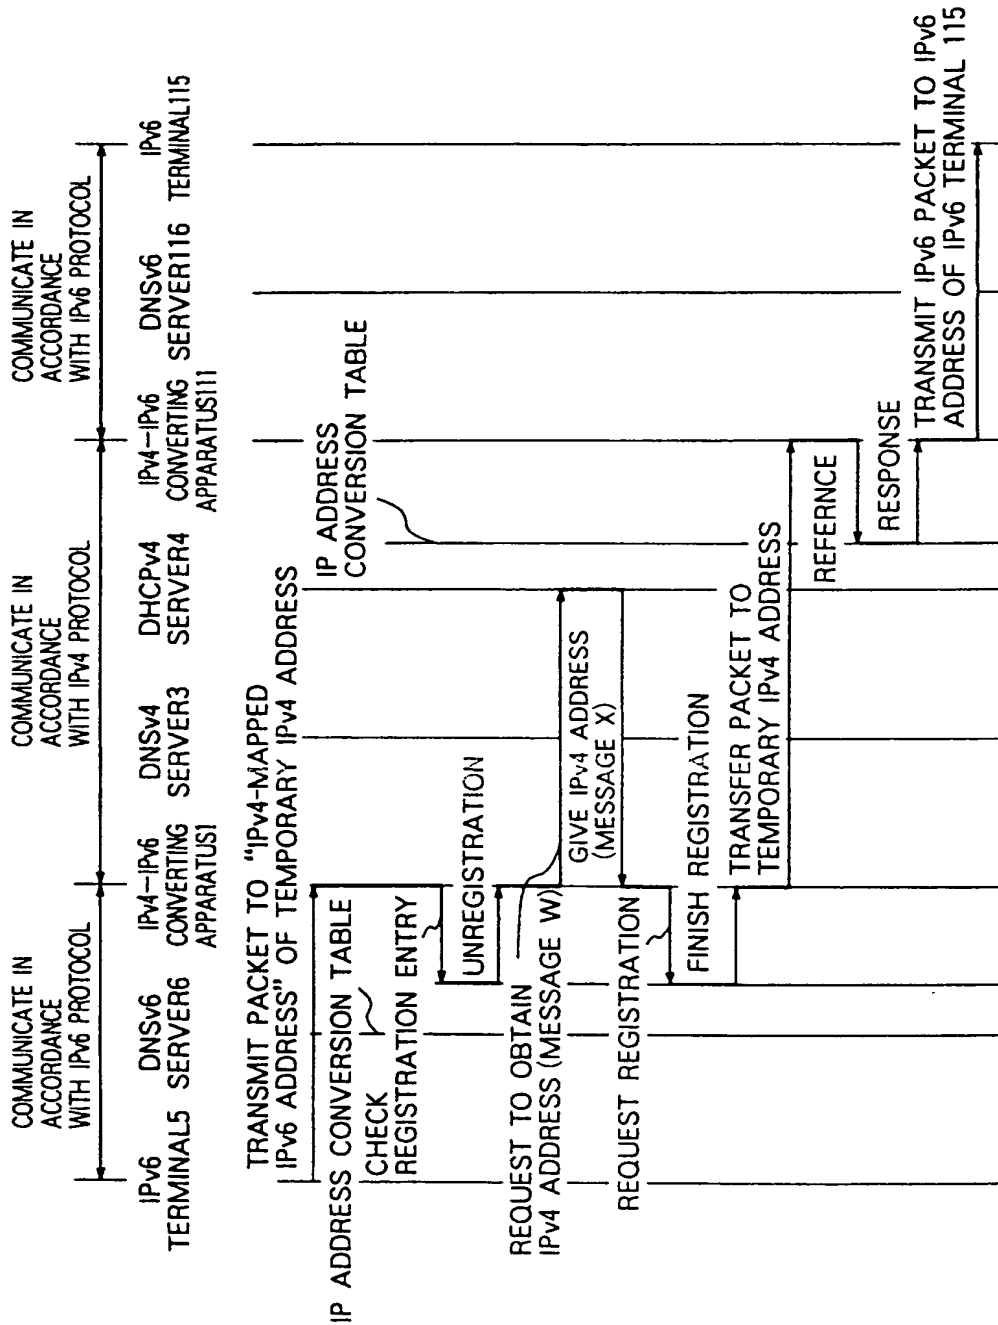 COMMUNICATE IN
ACCORDANCE
WITH IPv6 PROTOCOL
COMMUNICATE IN
ACCORDANCE
WITH IPv4 PROTOCOL
COMMUNICATE IN
ACCORDANCE
WITH IPv6 PROTOCOL
IPv6
TERMINAL5
DNSv6
SERVER6
IPv4-IPv6
CONVERTING
APPARATUS1
DNSv4
SERVER3
DHCPv4
SERVER4
IPv4-IPv6
CONVERTING
APPARATUS111
DNSv6
SERVER116
IPv6
TERMINAL115
TRANSMIT PACKET TO "IPv4-MAPPED
IPv6 ADDRESS" OF TEMPORARY IPv4 ADDRESS
IP ADDRESS CONVERSION TABLE
IP ADDRESS
CONVERSION TABLE
CHECK
REGISTRATION ENTRY
UNREGISTRATION
REQUEST TO OBTAIN
IPv4 ADDRESS (MESSAGE W)
GIVE IPv4 ADDRESS
(MESSAGE X)
REQUEST REGISTRATION
FINISH REGISTRATION
TRANSFER PACKET TO
TEMPORARY IPv4 ADDRESS
REFERNCE
RESPONSE
TRANSMIT IPv6 PACKET TO IPv6
ADDRESS OF IPv6 TERMINAL 115